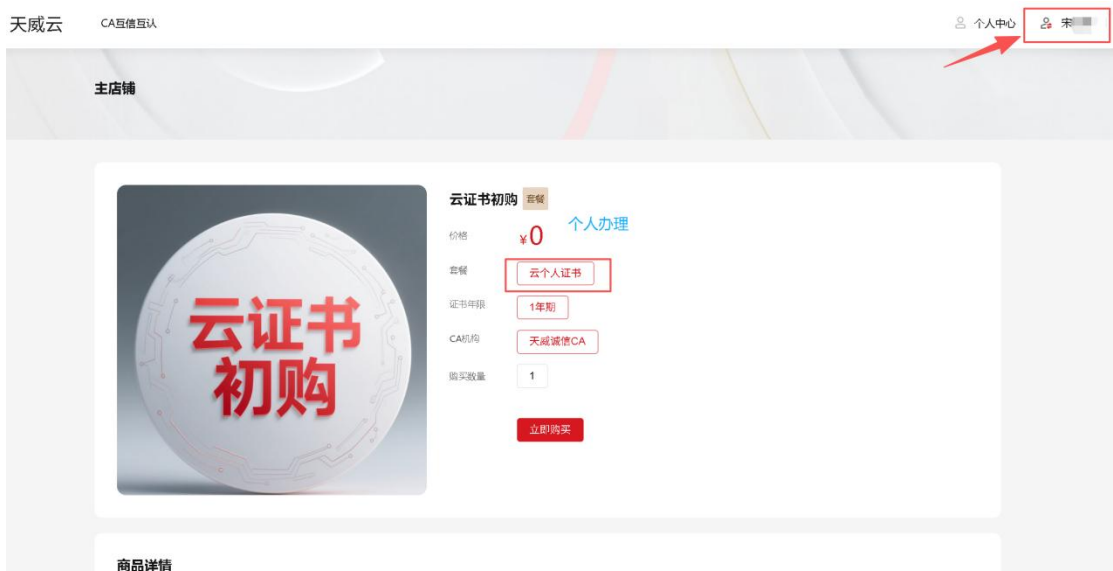 天威云 CA互信互认 个人中心 宋
主店铺
云证书初购 套餐
个人办理
价格 ¥0
套餐 云个人证书
证书年限 1年期
CA机构 天威诚信CA
购买数量 1
立即购买
云证书
初购
商品详情